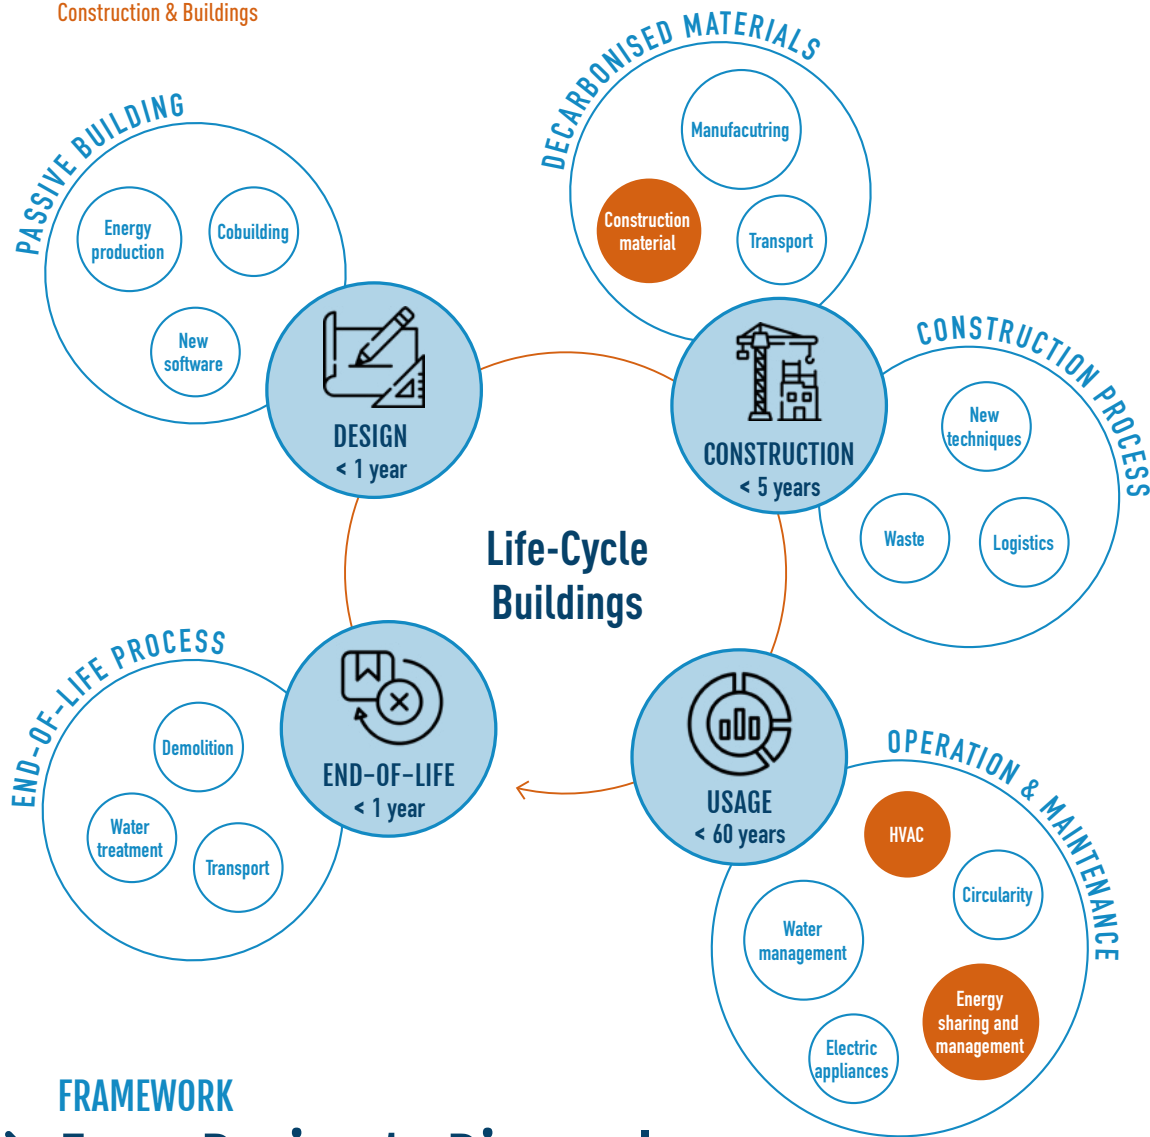 Construction & Buildings
PASSIVE BUILDING
Energy
production
Cobuilding
New
software
DESIGN
< 1 year
DECARBONISED MATERIALS
Manufacutring
Construction
material
Transport
CONSTRUCTION
< 5 years
CONSTRUCTION PROCESS
New
techniques
Waste
Logistics
Life-Cycle
Buildings
END-OF-LIFE PROCESS
Demolition
Water
treatment
Transport
END-OF-LIFE
< 1 year
USAGE
< 60 years
OPERATION & MAINTENANCE
HVAC
Circularity
Water
management
Energy
sharing and
management
Electric
appliances
FRAMEWORK